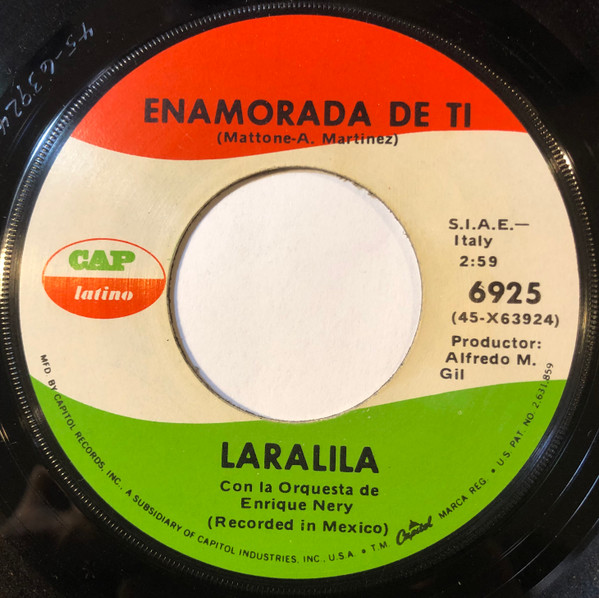 45-63924
ENAMORADA DE TI
(Mattone-A. Martinez)
S.I.A.E.—
Italy
2:59
6925
(45-X63924)
Productor:
Alfredo M.
Gil
CAP
latino
LARALILA
Con la Orquesta de
Enrique Nery
(Recorded in Mexico)
MFD. BY CAPITOL RECORDS, INC., A SUBSIDIARY OF CAPITOL INDUSTRIES, INC., U.S.A. • T.M. Capitol MARCA REG. • U.S. PAT. NO. 2,631,859